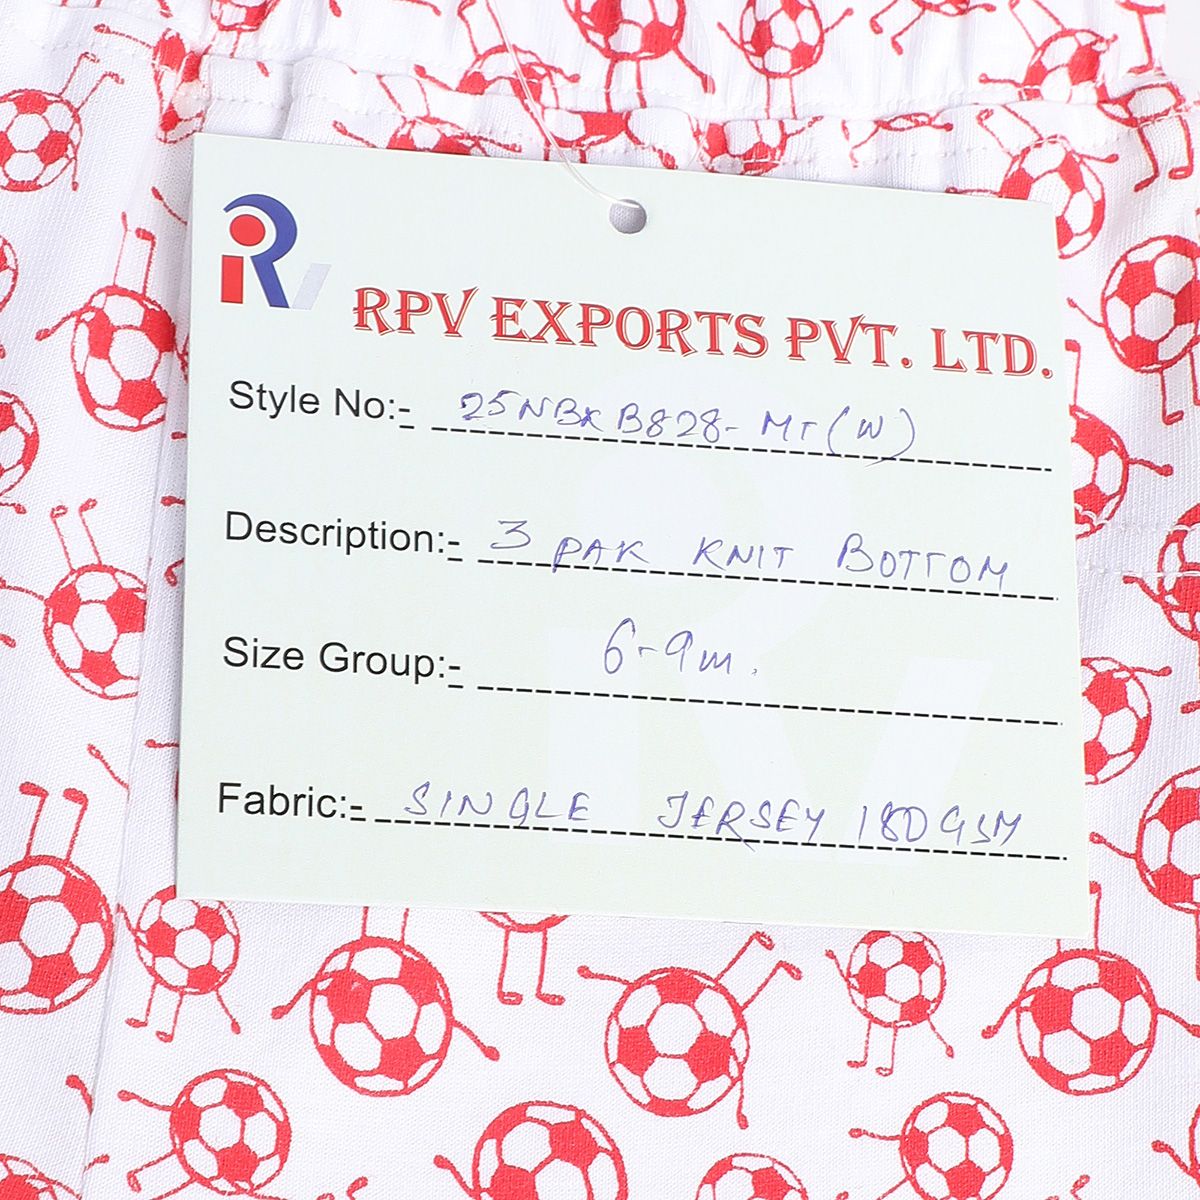 RPV EXPORTS PVT. LTD.
Style No:- 25NBKB828-MT(W)
Description:- 3 PAK KNIT BOTTOM
Size Group:- 6-9m.
Fabric:- SINGLE JERSEY 180GSM